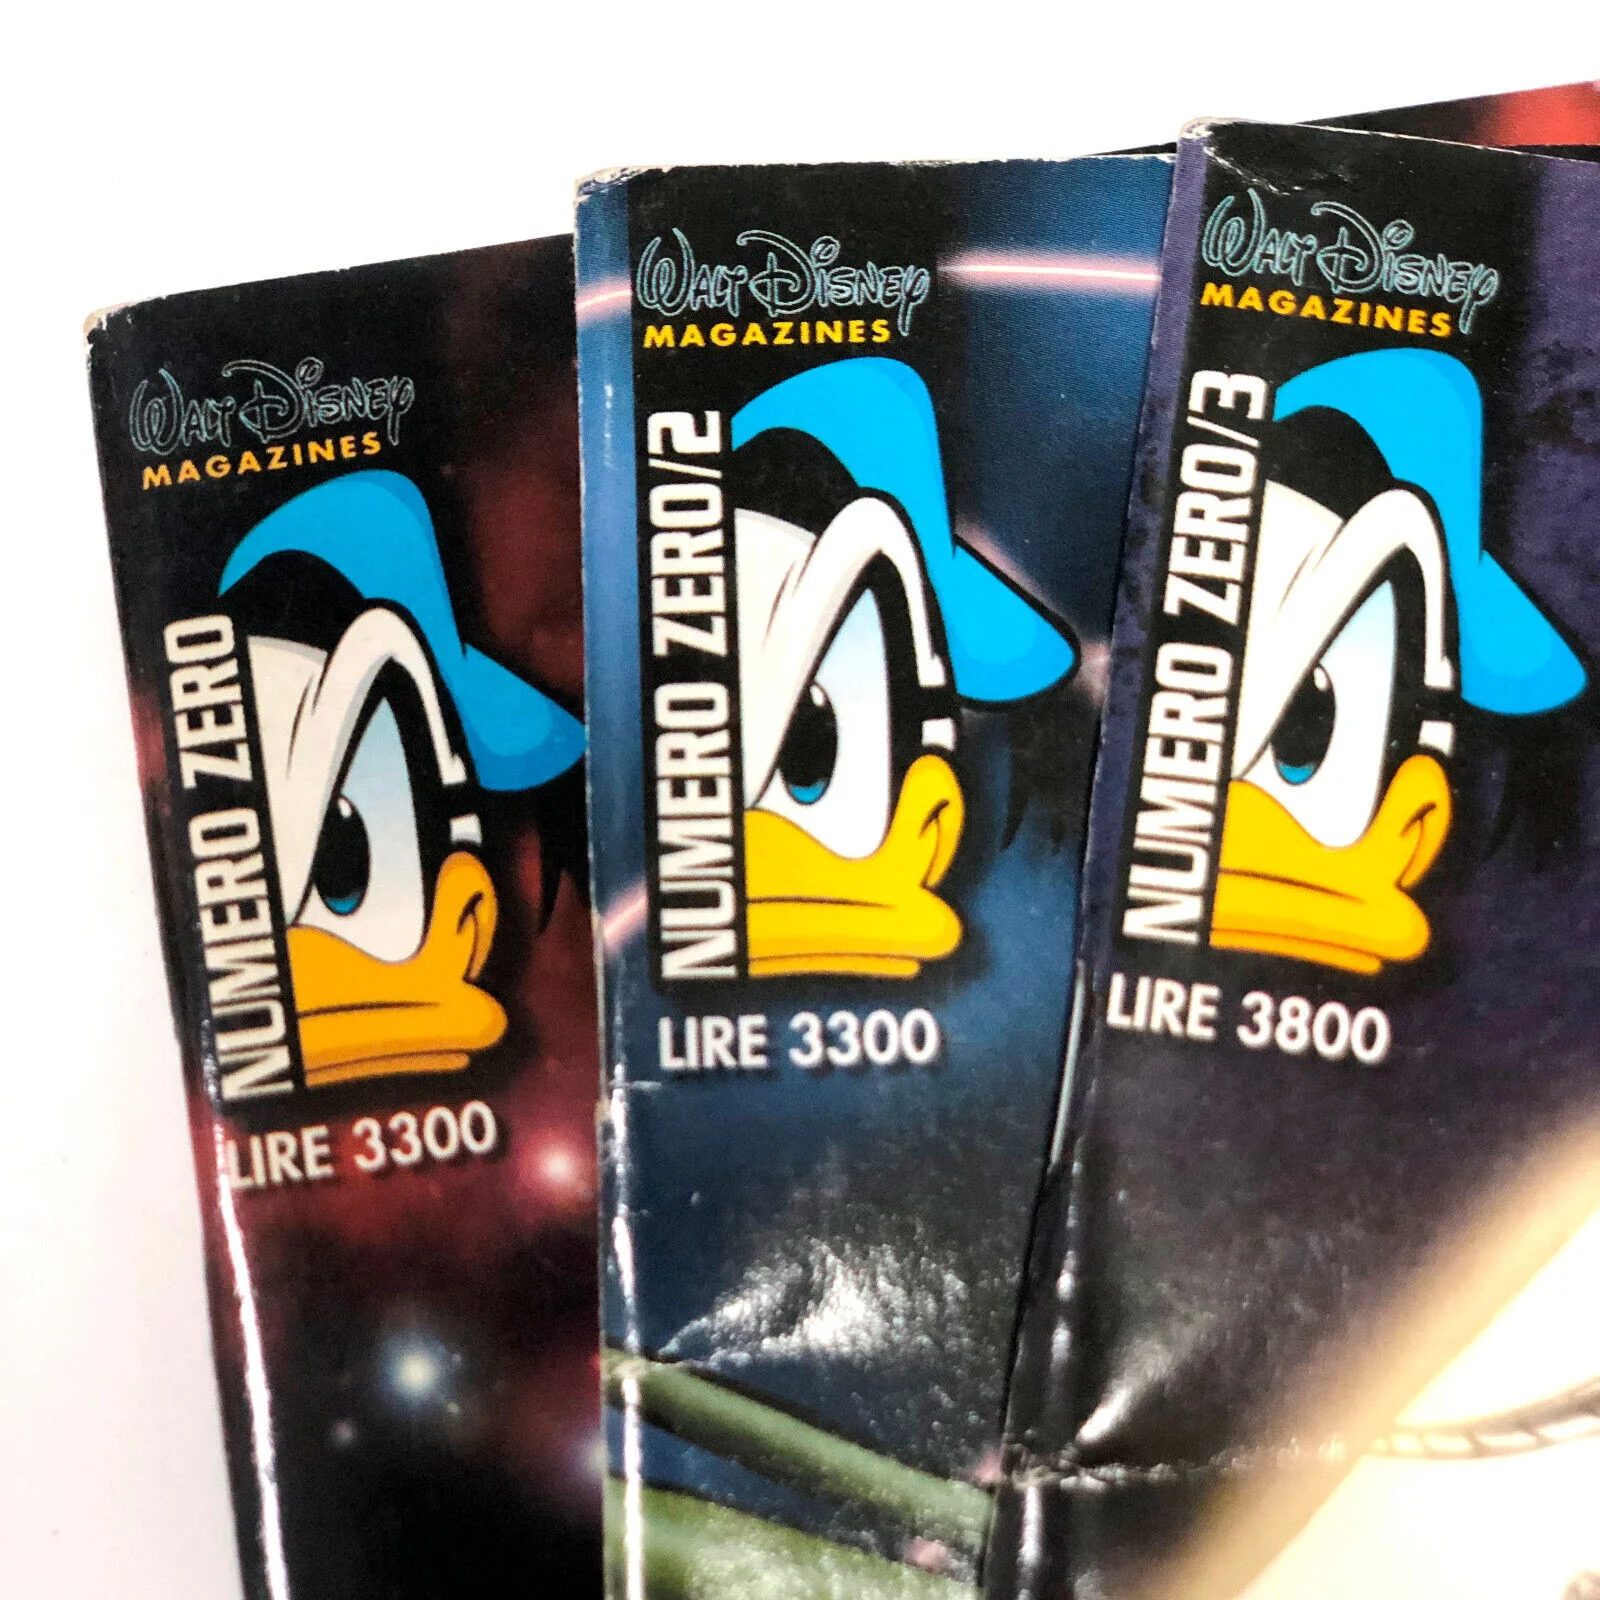 WALT DISNEY
MAGAZINES
NUMERO ZERO
LIRE 3300
WALT DISNEY
MAGAZINES
NUMERO ZERO/2
LIRE 3300
WALT DISNEY
MAGAZINES
NUMERO ZERO/3
LIRE 3800